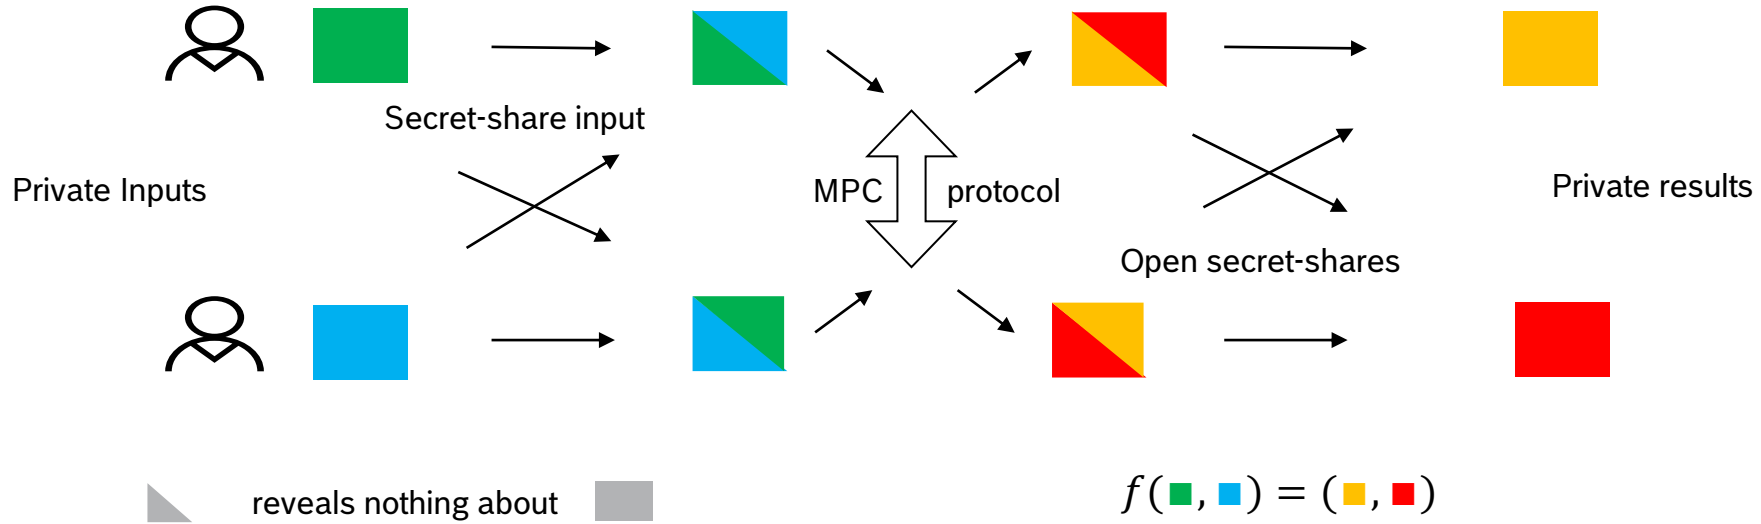 Secret-share input
Private Inputs
MPC protocol
Private results
Open secret-shares
reveals nothing about
f(■, ■) = (■, ■)